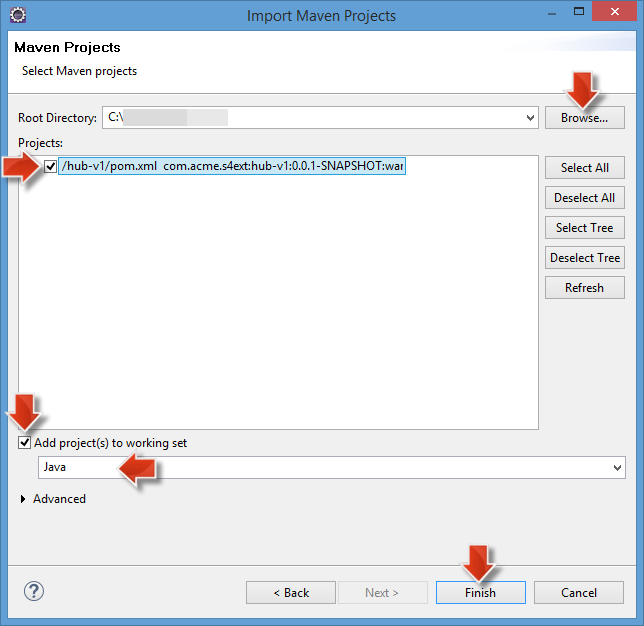 Import Maven Projects
Maven Projects
Select Maven projects
Root Directory: C:\
Browse...
Projects:
/hub-v1/pom.xml com.acme.s4ext:hub-v1:0.0.1-SNAPSHOT:war
Select All
Deselect All
Select Tree
Deselect Tree
Refresh
Add project(s) to working set
Java
Advanced
?
< Back
Next >
Finish
Cancel